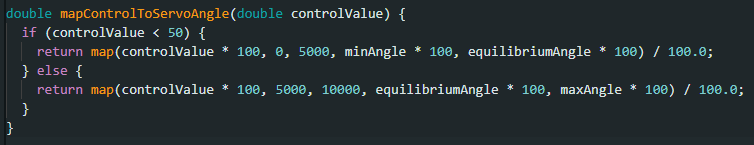 double mapControlToServoAngle(double controlValue) {
  if (controlValue < 50) {
    return map(controlValue * 100, 0, 5000, minAngle * 100, equilibriumAngle * 100) / 100.0;
  } else {
    return map(controlValue * 100, 5000, 10000, equilibriumAngle * 100, maxAngle * 100) / 100.0;
  }
}